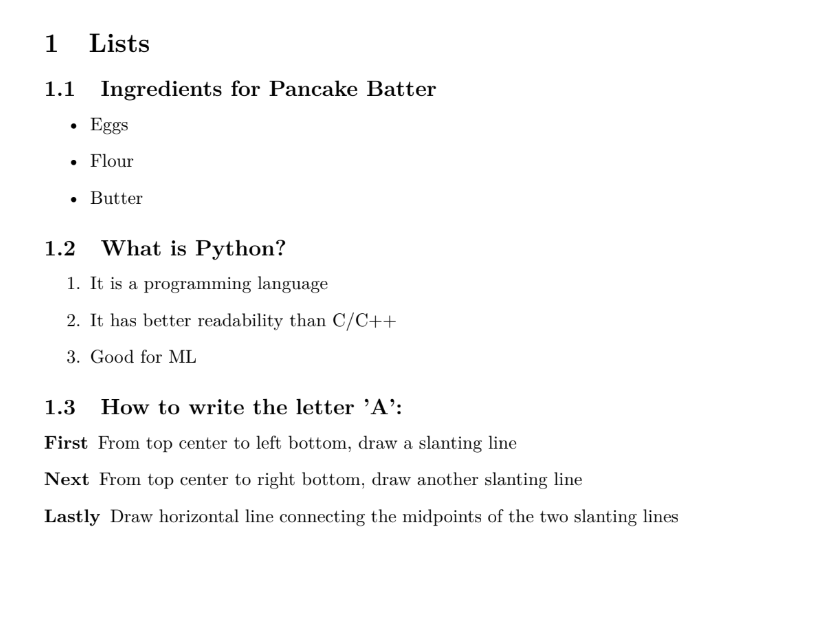 1 Lists
1.1 Ingredients for Pancake Batter
• Eggs
• Flour
• Butter
1.2 What is Python?
1. It is a programming language
2. It has better readability than C/C++
3. Good for ML
1.3 How to write the letter ’A’:
First From top center to left bottom, draw a slanting line
Next From top center to right bottom, draw another slanting line
Lastly Draw horizontal line connecting the midpoints of the two slanting lines